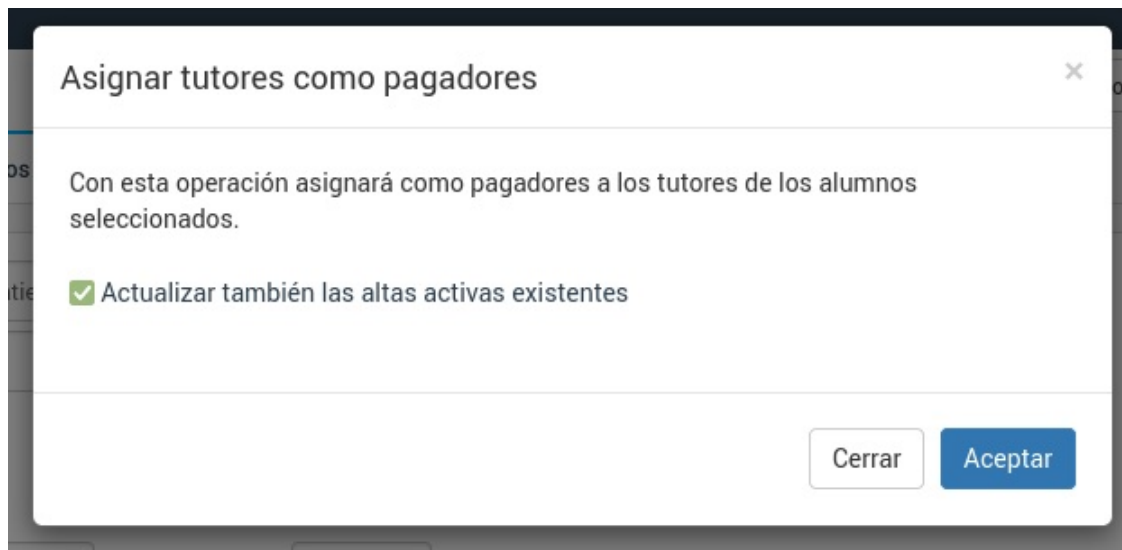 Asignar tutores como pagadores
×
Con esta operación asignará como pagadores a los tutores de los alumnos
seleccionados.
Actualizar también las altas activas existentes
Cerrar
Aceptar